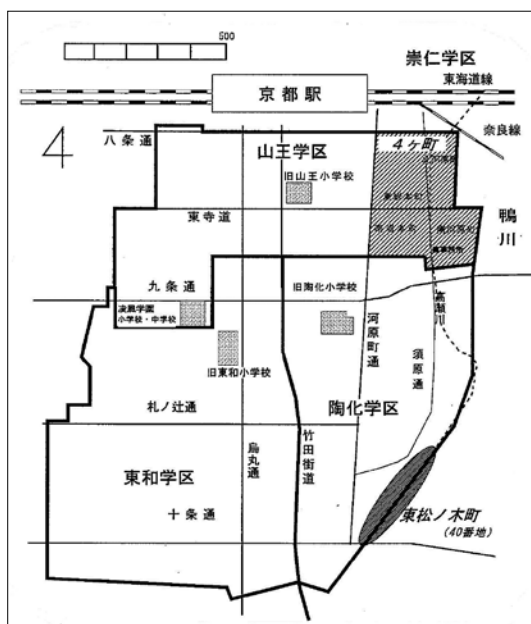 500
崇仁学区
東海道線
京都駅
奈良線
4
八条通
山王学区
4ヶ町
旧山王小学校
鴨川
東寺道
九条通
旧陶化小学校
高瀬川
凌風学園
小学校・中学校
河原町通
旧東和小学校
須原通
札ノ辻通
陶化学区
烏丸通
竹田街道
東和学区
東松ノ木町
(40番地)
十条通